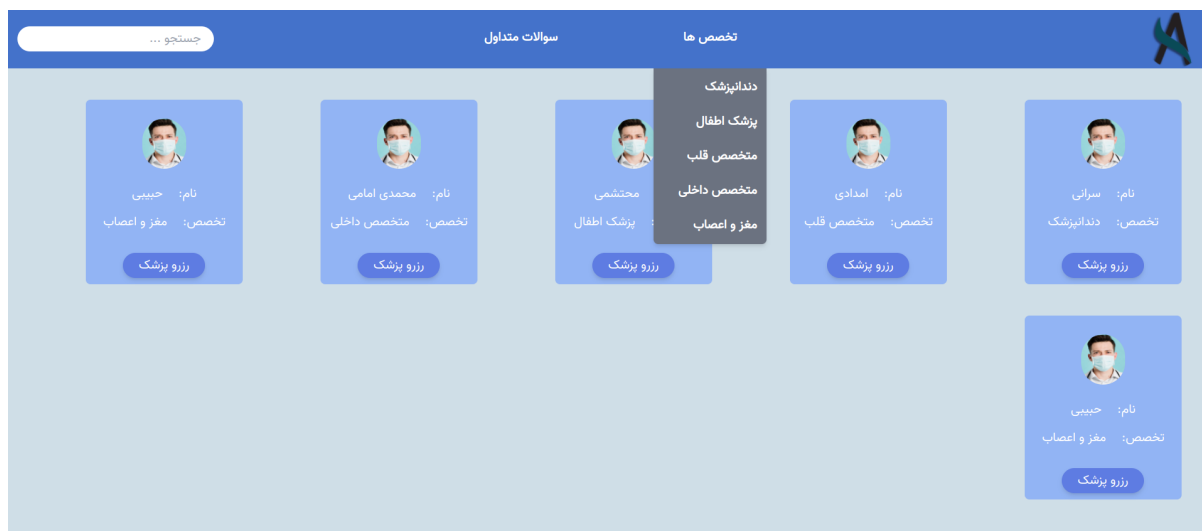 تخصص ها
سوالات متداول
جستجو ...
دندانپزشک
پزشک اطفال
متخصص قلب
متخصص داخلی
مغز و اعصاب
نام: سرانی
تخصص: دندانپزشک
رزرو پزشک
نام: امدادی
تخصص: متخصص قلب
رزرو پزشک
محتشمی
: پزشک اطفال
رزرو پزشک
نام: محمدی امامی
تخصص: متخصص داخلی
رزرو پزشک
نام: حبیبی
تخصص: مغز و اعصاب
رزرو پزشک
نام: حبیبی
تخصص: مغز و اعصاب
رزرو پزشک